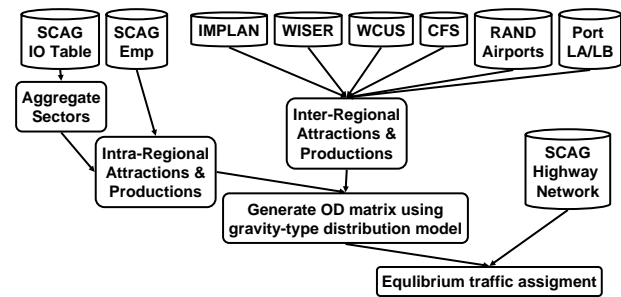 SCAG
IO Table
SCAG
Emp
IMPLAN
WISER
WCUS
CFS
RAND
Airports
Port
LA/LB
Aggregate
Sectors
Inter-Regional
Attractions &
Productions
Intra-Regional
Attractions &
Productions
SCAG
Highway
Network
Generate OD matrix using
gravity-type distribution model
Equlibrium traffic assigment